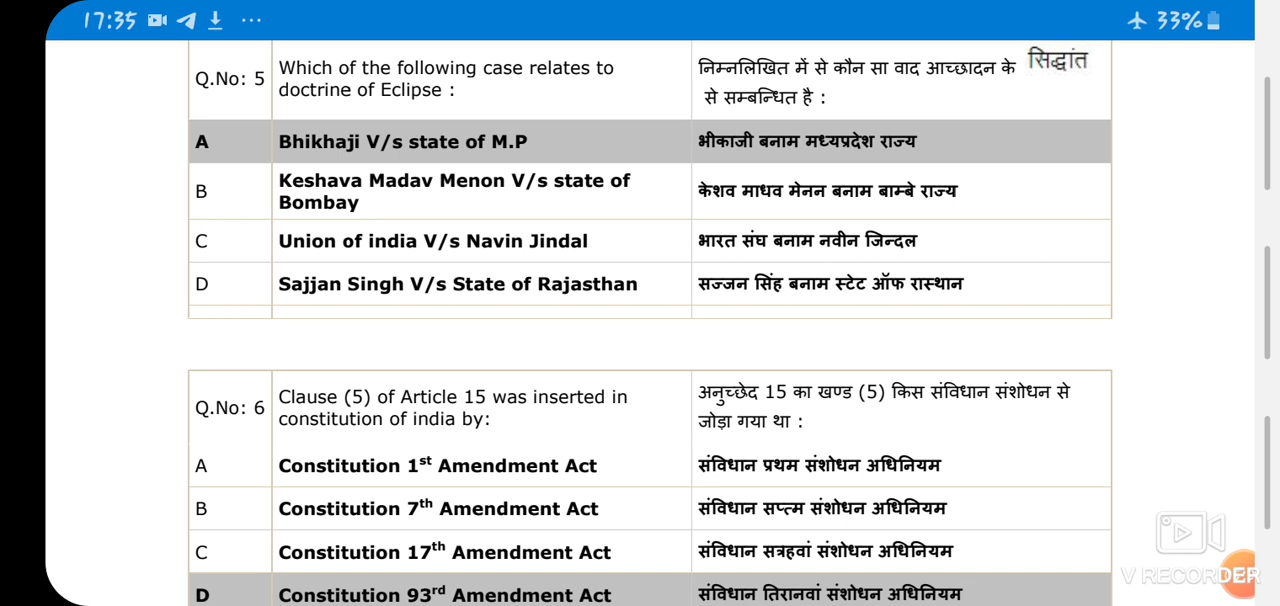 17:35 ...
33%
Q.No: 5
Which of the following case relates to
doctrine of Eclipse :
निम्नलिखित में से कौन सा वाद आच्छादन के सिद्धांत
से सम्बन्धित है :
A Bhikhaji V/s state of M.P भीकाजी बनाम मध्यप्रदेश राज्य
B Keshava Madav Menon V/s state of
Bombay
केशव माधव मेनन बनाम बाम्बे राज्य
C Union of india V/s Navin Jindal भारत संघ बनाम नवीन जिन्दल
D Sajjan Singh V/s State of Rajasthan सज्जन सिंह बनाम स्टेट ऑफ रास्थान
Q.No: 6
Clause (5) of Article 15 was inserted in
constitution of india by:
अनुच्छेद 15 का खण्ड (5) किस संविधान संशोधन से
जोड़ा गया था :
A Constitution 1st Amendment Act संविधान प्रथम संशोधन अधिनियम
B Constitution 7th Amendment Act संविधान सप्त्म संशोधन अधिनियम
C Constitution 17th Amendment Act संविधान सत्रहवां संशोधन अधिनियम
D Constitution 93rd Amendment Act संविधान तिरानवां संशोधन अधिनियम
V RECORDER